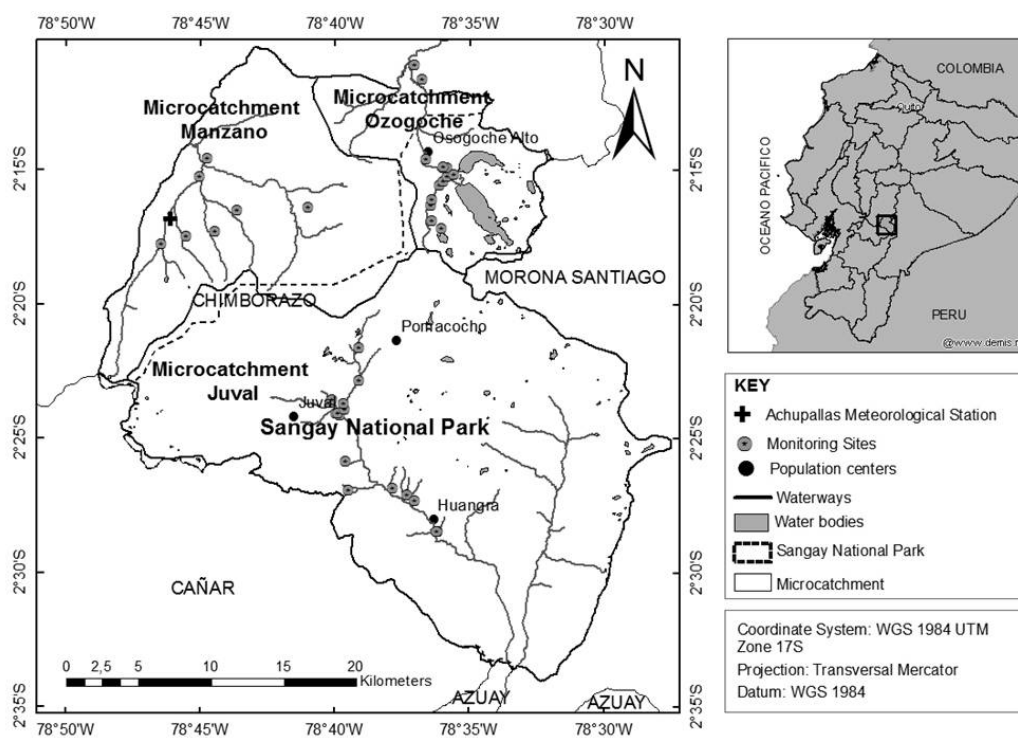 78°50'W
78°45'W
78°40'W
78°35'W
78°30'W
2°15'S
2°20'S
2°25'S
2°30'S
2°35'S
Microcatchment
Manzano
Microcatchment
Ozogoche
Osogoche Alto
N
MORONA SANTIAGO
CHIMBORAZO
Pomacocho
Microcatchment
Juval
Juval
Sangay National Park
Huangra
CAÑAR
0 2,5 5 10 15 20
Kilometers
AZUAY
AZUAY
2°15'S
2°20'S
2°25'S
2°30'S
2°35'S
78°50'W
78°45'W
78°40'W
78°35'W
78°30'W
COLOMBIA
Quito
OCEANO PACIFICO
PERU
@www.demis.n
KEY
Achupallas Meteorological Station
Monitoring Sites
Population centers
Waterways
Water bodies
Sangay National Park
Microcatchment
Coordinate System: WGS 1984 UTM
Zone 17S
Projection: Transversal Mercator
Datum: WGS 1984